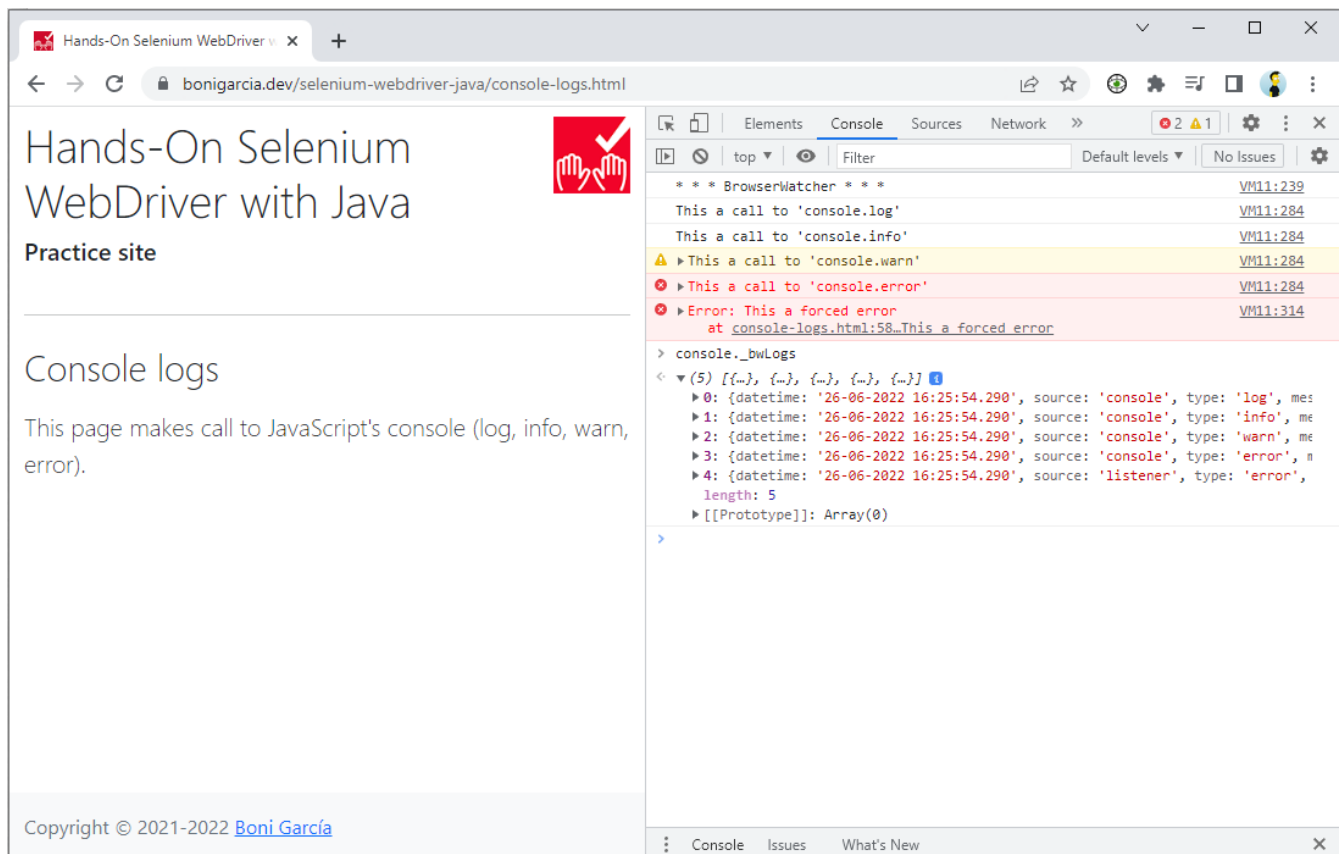 Hands-On Selenium WebDriver w
bonigarcia.dev/selenium-webdriver-java/console-logs.html
Hands-On Selenium
WebDriver with Java
Practice site
Console logs
This page makes call to JavaScript's console (log, info, warn,
error).
Copyright © 2021-2022 Boni García
Elements Console Sources Network » 2 1
top ▼ Filter Default levels ▼ No Issues
* * * BrowserWatcher * * * VM11:239
This a call to 'console.log' VM11:284
This a call to 'console.info' VM11:284
▶This a call to 'console.warn' VM11:284
▶This a call to 'console.error' VM11:284
▶Error: This a forced error VM11:314
at console-logs.html:58…This a forced error
> console._bwLogs
▼(5) [{…}, {…}, {…}, {…}, {…}] i
▶0: {datetime: '26-06-2022 16:25:54.290', source: 'console', type: 'log', mes
▶1: {datetime: '26-06-2022 16:25:54.290', source: 'console', type: 'info', me
▶2: {datetime: '26-06-2022 16:25:54.290', source: 'console', type: 'warn', me
▶3: {datetime: '26-06-2022 16:25:54.290', source: 'console', type: 'error', m
▶4: {datetime: '26-06-2022 16:25:54.290', source: 'listener', type: 'error',
length: 5
▶[[Prototype]]: Array(0)
>
Console Issues What's New